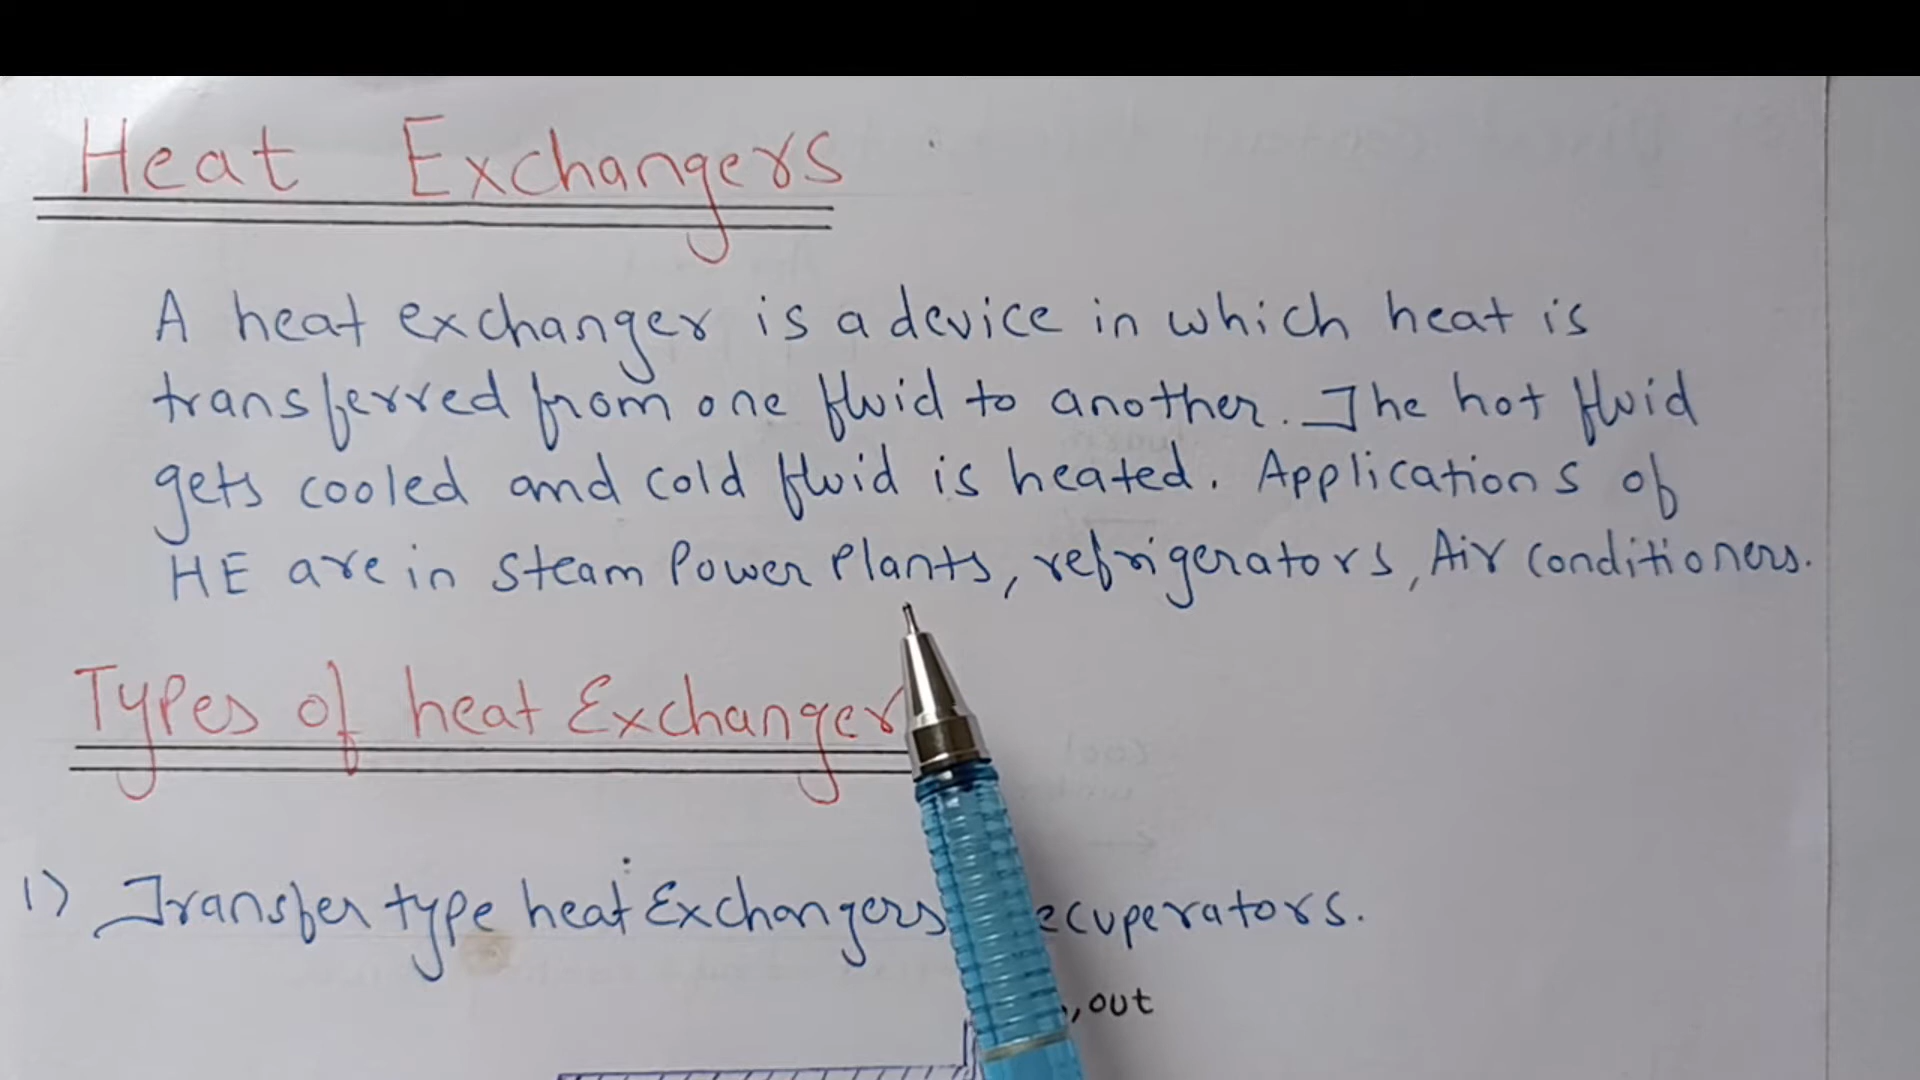 Heat Exchangers
A heat exchanger is a device in which heat is
transferred from one fluid to another. The hot fluid
gets cooled and cold fluid is heated. Applications of
HE are in steam Power Plants, refrigerators, Air conditioners.
Types of heat Exchanger
1) Transfer type heat Exchangers ecuperators.
,out